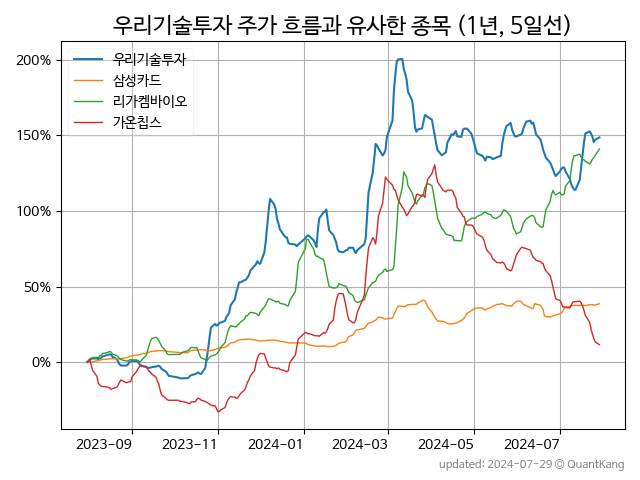 우리기술투자 주가 흐름과 유사한 종목 (1년, 5일선)
200%
150%
100%
50%
0%
우리기술투자
삼성카드
리가켐바이오
가온칩스
2023-09 2023-11 2024-01 2024-03 2024-05 2024-07
updated: 2024-07-29 © QuantKang